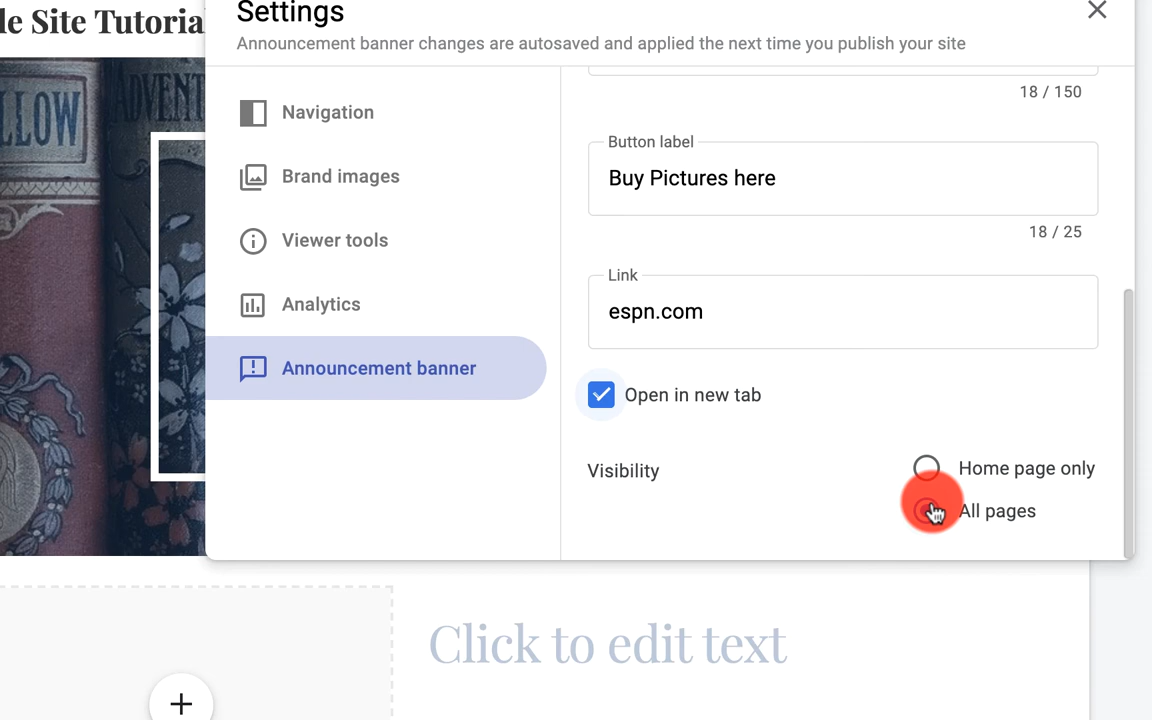 le Site Tutoria
Settings
Announcement banner changes are autosaved and applied the next time you publish your site
LLOW
ADVENT
18 / 150
Navigation
Button label
Buy Pictures here
Brand images
18 / 25
Viewer tools
Link
espn.com
Analytics
Announcement banner
Open in new tab
Visibility
Home page only
All pages
Click to edit text